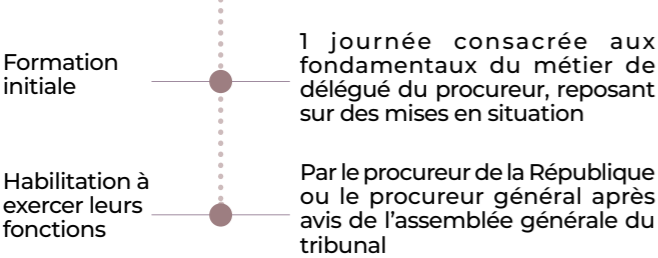 Formation
initiale
1 journée consacrée aux
fondamentaux du métier de
délégué du procureur, reposant
sur des mises en situation
Habilitation à
exercer leurs
fonctions
Par le procureur de la République
ou le procureur général après
avis de l'assemblée générale du
tribunal